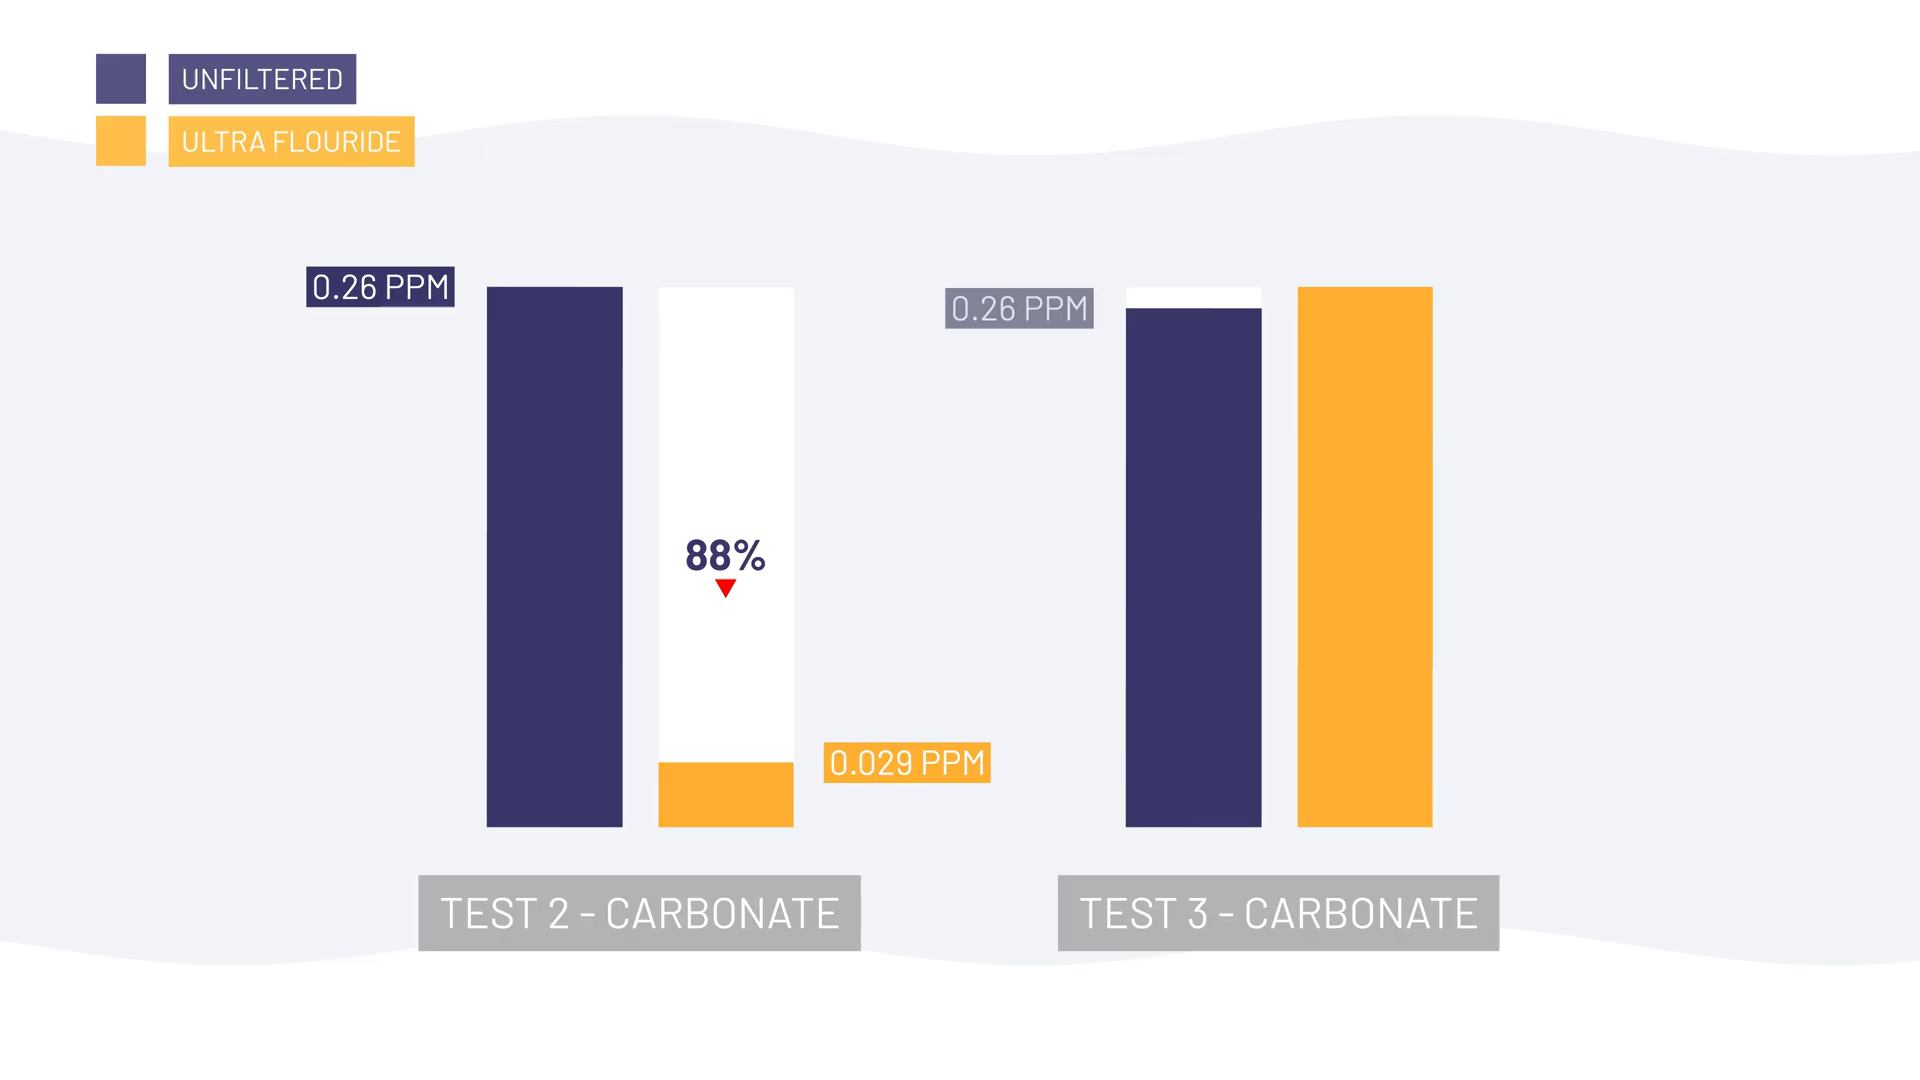 UNFILTERED
ULTRA FLOURIDE
0.26 PPM
0.26 PPM
88%
0.029 PPM
TEST 2 - CARBONATE
TEST 3 - CARBONATE